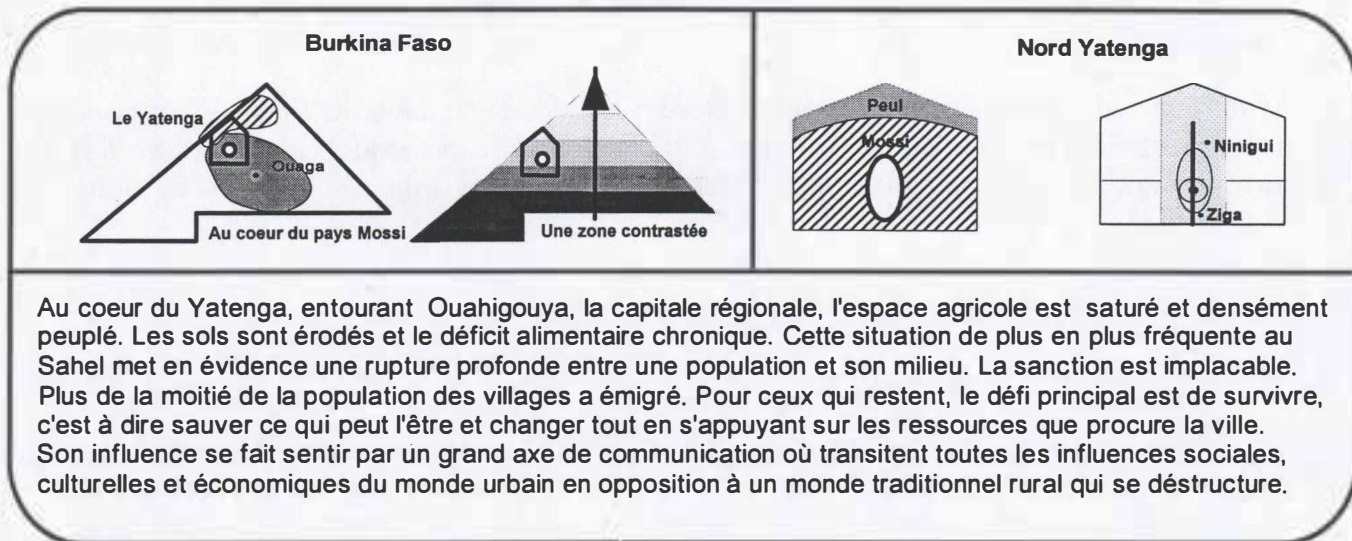 Burkina Faso
Le Yatenga
Ouaga
Au coeur du pays Mossi
Une zone contrastée
Nord Yatenga
Peul
Mossi
Ninigui
Ziga
Au coeur du Yatenga, entourant Ouahigouya, la capitale régionale, l'espace agricole est saturé et densément
peuplé. Les sols sont érodés et le déficit alimentaire chronique. Cette situation de plus en plus fréquente au
Sahel met en évidence une rupture profonde entre une population et son milieu. La sanction est implacable.
Plus de la moitié de la population des villages a émigré. Pour ceux qui restent, le défi principal est de survivre,
c'est à dire sauver ce qui peut l'être et changer tout en s'appuyant sur les ressources que procure la ville.
Son influence se fait sentir par un grand axe de communication où transitent toutes les influences sociales,
culturelles et économiques du monde urbain en opposition à un monde traditionnel rural qui se déstructure.